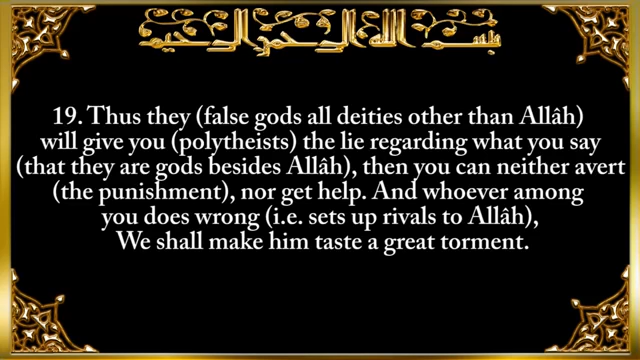 بسم الله الرحمن الرحيم
19. Thus they (false gods all deities other than Allâh)
will give you (polytheists) the lie regarding what you say
(that they are gods besides Allâh), then you can neither avert
(the punishment), nor get help. And whoever among
you does wrong (i.e. sets up rivals to Allâh),
We shall make him taste a great torment.